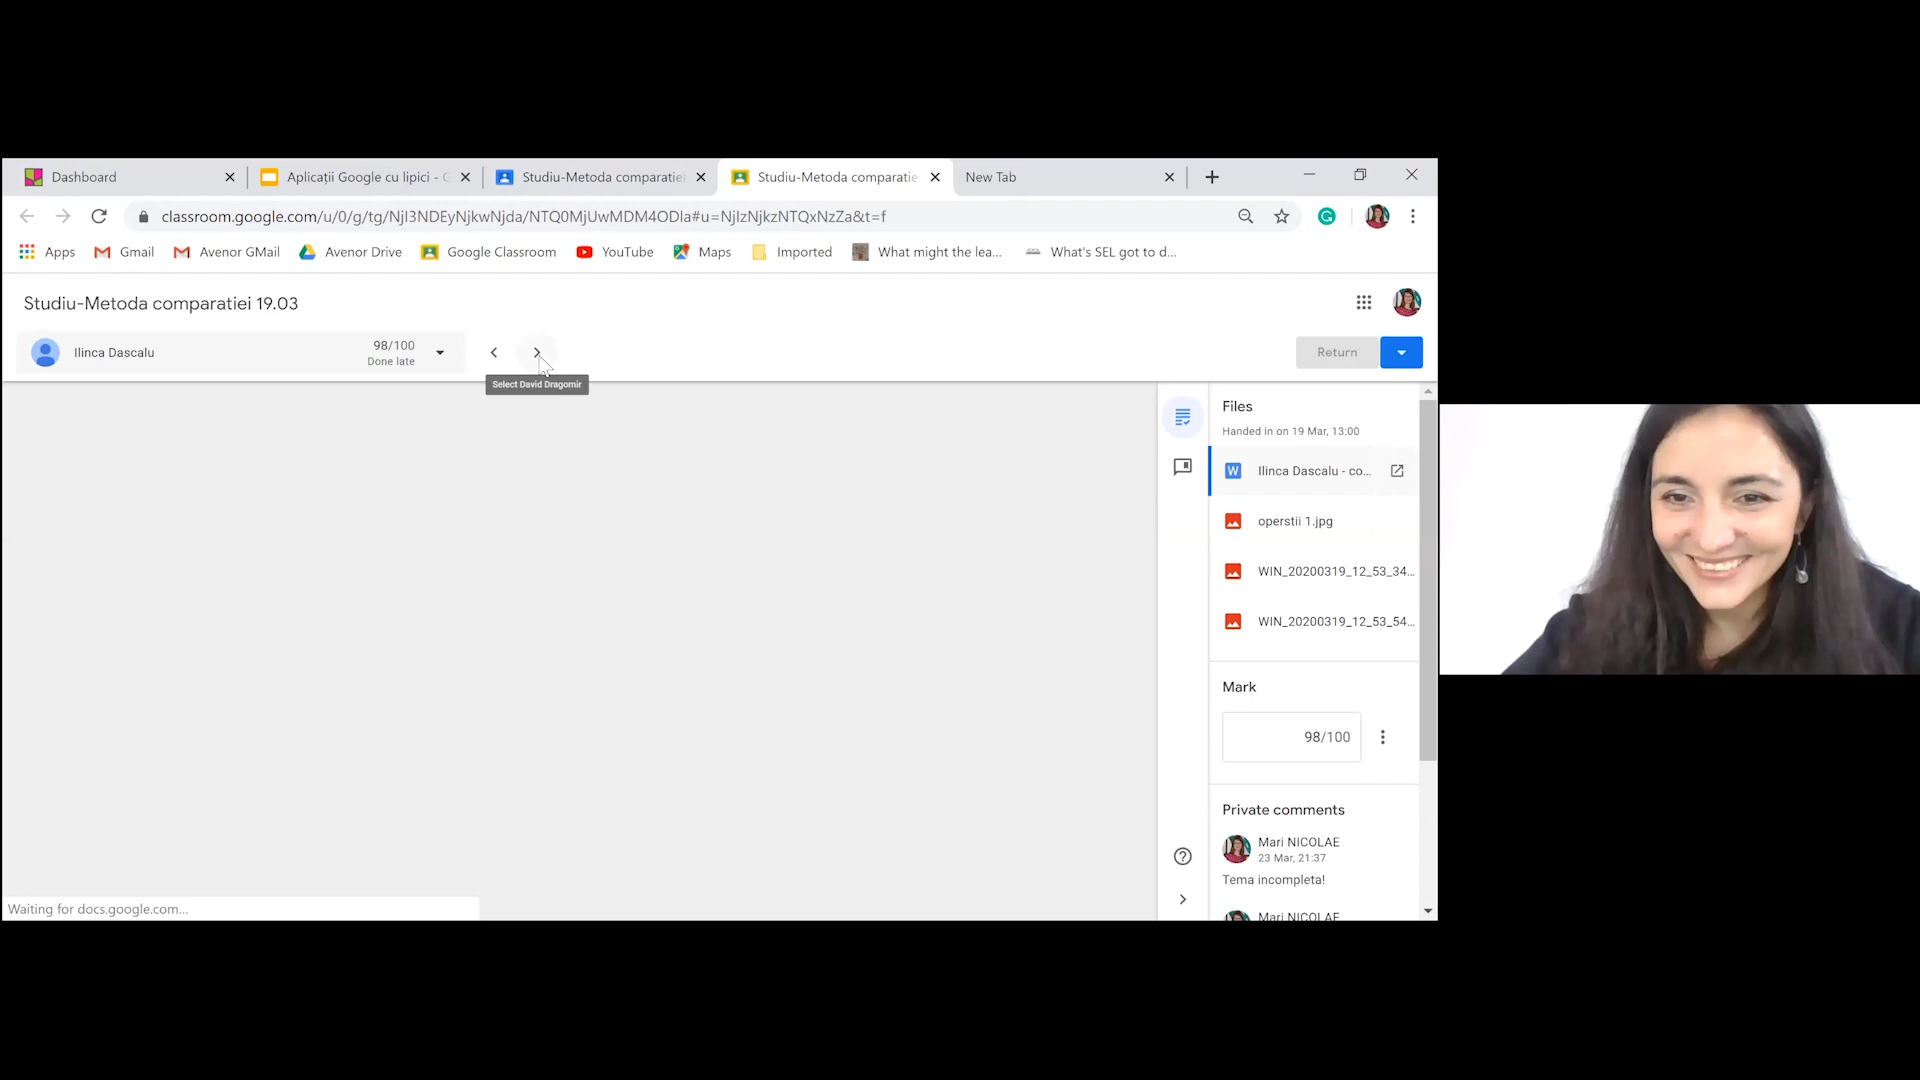 Dashboard
Aplicații Google cu lipici - G
Studiu-Metoda comparatiei
Studiu-Metoda comparatie
New Tab
classroom.google.com/u/0/g/tg/NjI3NDEyNjkwNjda/NTQ0MjUwMDM4ODla#u=NjIzNjkzNTQxNzZa&t=f
Apps
Gmail
Avenor GMail
Avenor Drive
Google Classroom
YouTube
Maps
Imported
What might the lea...
What's SEL got to d...
Studiu-Metoda comparatiei 19.03
Ilinca Dascalu
98/100
Done late
Return
Select David Dragomir
Files
Handed in on 19 Mar, 13:00
Ilinca Dascalu - co...
operstii 1.jpg
WIN_20200319_12_53_34...
WIN_20200319_12_53_54...
Mark
98/100
Private comments
Mari NICOLAE
23 Mar, 21:37
Tema incompleta!
Mari NICOLAE
Waiting for docs.google.com...